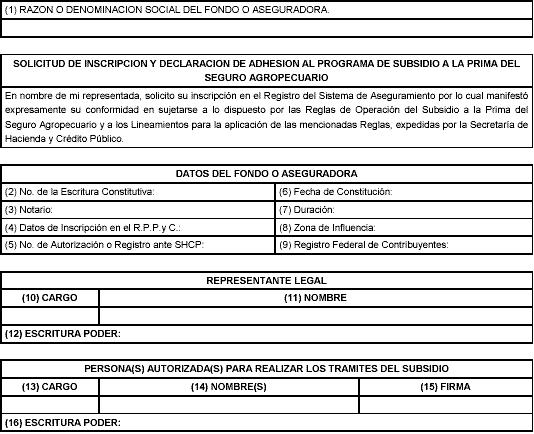 (1) RAZON O DENOMINACION SOCIAL DEL FONDO O ASEGURADORA.
SOLICITUD DE INSCRIPCION Y DECLARACION DE ADHESION AL PROGRAMA DE SUBSIDIO A LA PRIMA DEL
SEGURO AGROPECUARIO
En nombre de mi representada, solicito su inscripción en el Registro del Sistema de Aseguramiento por lo cual manifestó
expresamente su conformidad en sujetarse a lo dispuesto por las Reglas de Operación del Subsidio a la Prima del
Seguro Agropecuario y a los Lineamientos para la aplicación de las mencionadas Reglas, expedidas por la Secretaría de
Hacienda y Crédito Público.
DATOS DEL FONDO O ASEGURADORA
(2) No. de la Escritura Constitutiva:
(6) Fecha de Constitución:
(3) Notario:
(7) Duración:
(4) Datos de Inscripción en el R.P.P.y C.:
(8) Zona de Influencia:
(5) No. de Autorización o Registro ante SHCP:
(9) Registro Federal de Contribuyentes:
REPRESENTANTE LEGAL
(10) CARGO
(11) NOMBRE
(12) ESCRITURA PODER:
PERSONA(S) AUTORIZADA(S) PARA REALIZAR LOS TRAMITES DEL SUBSIDIO
(13) CARGO
(14) NOMBRE(S)
(15) FIRMA
(16) ESCRITURA PODER: